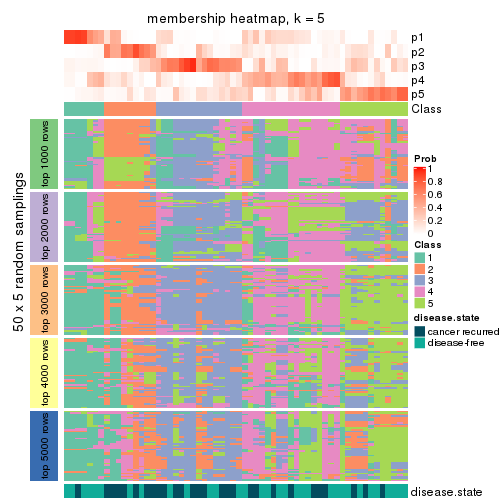 membership heatmap, k = 5
p1
p2
p3
p4
p5
Class
50 x 5 random samplings
top 1000 rows
top 2000 rows
top 3000 rows
top 4000 rows
top 5000 rows
disease.state
Prob
1
0.8
0.6
0.4
0.2
0
Class
1
2
3
4
5
disease.state
cancer recurred
disease-free